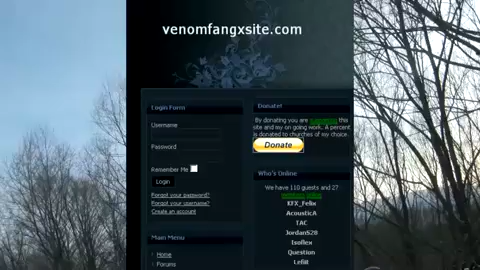 venomfangxsite.com
Login Form
Username
Password
Remember Me
Login
Forgot your password?
Forgot your username?
Create an account
Main Menu
Home
Forums
Donate!
By donating you are supporting this
site and my on going work. A percent
is donated to churches of my choice.
Donate
Who's Online
We have 110 guests and 27
members online
KFX_Felix
AcousticA
TAC
Jordan528
Isoflex
Question